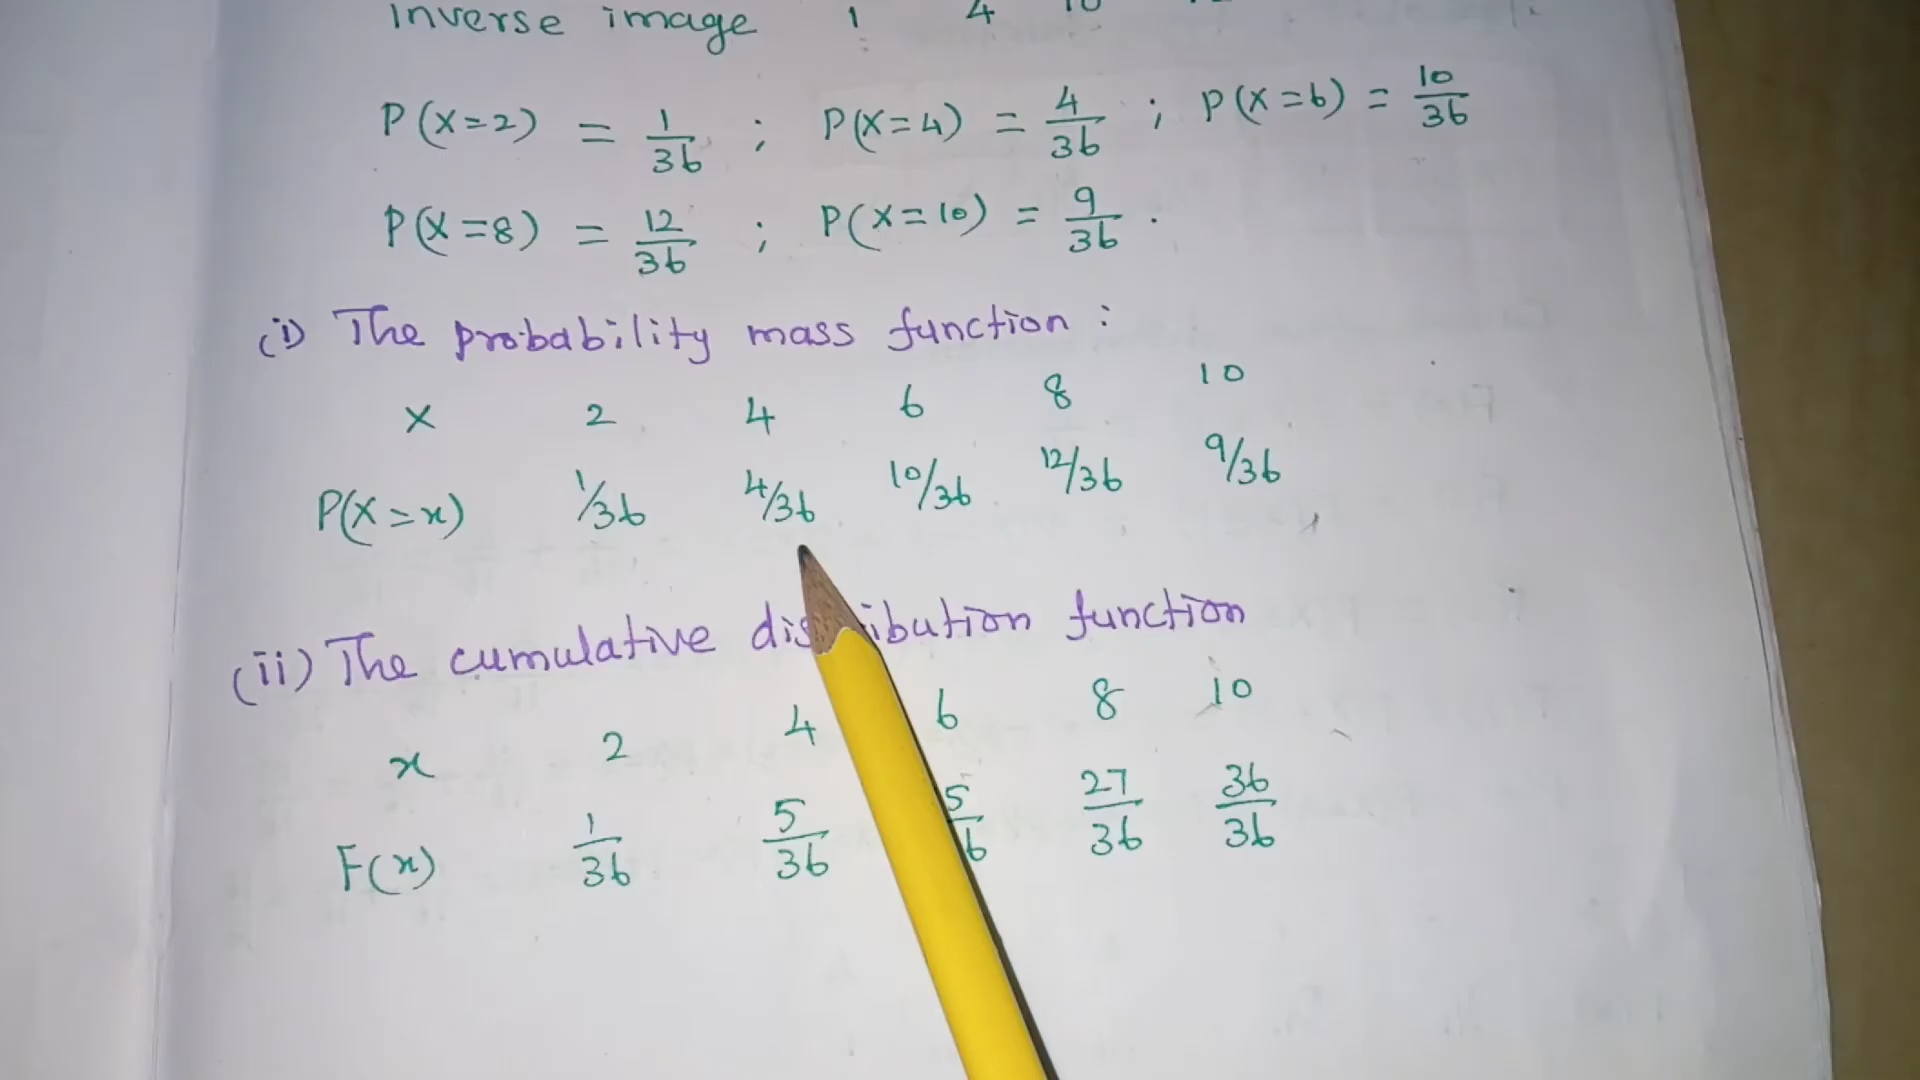 Inverse image 1 4 10
P(X=2) = 1/36 ; P(X=4) = 4/36 ; P(X=6) = 10/36
P(X=8) = 12/36 ; P(X=10) = 9/36 .
(i) The probability mass function :
X 2 4 6 8 10
P(X=x) 1/36 4/36 10/36 12/36 9/36
(ii) The cumulative distribution function
x 2 4 6 8 10
F(x) 1/36 5/36 27/36 36/36